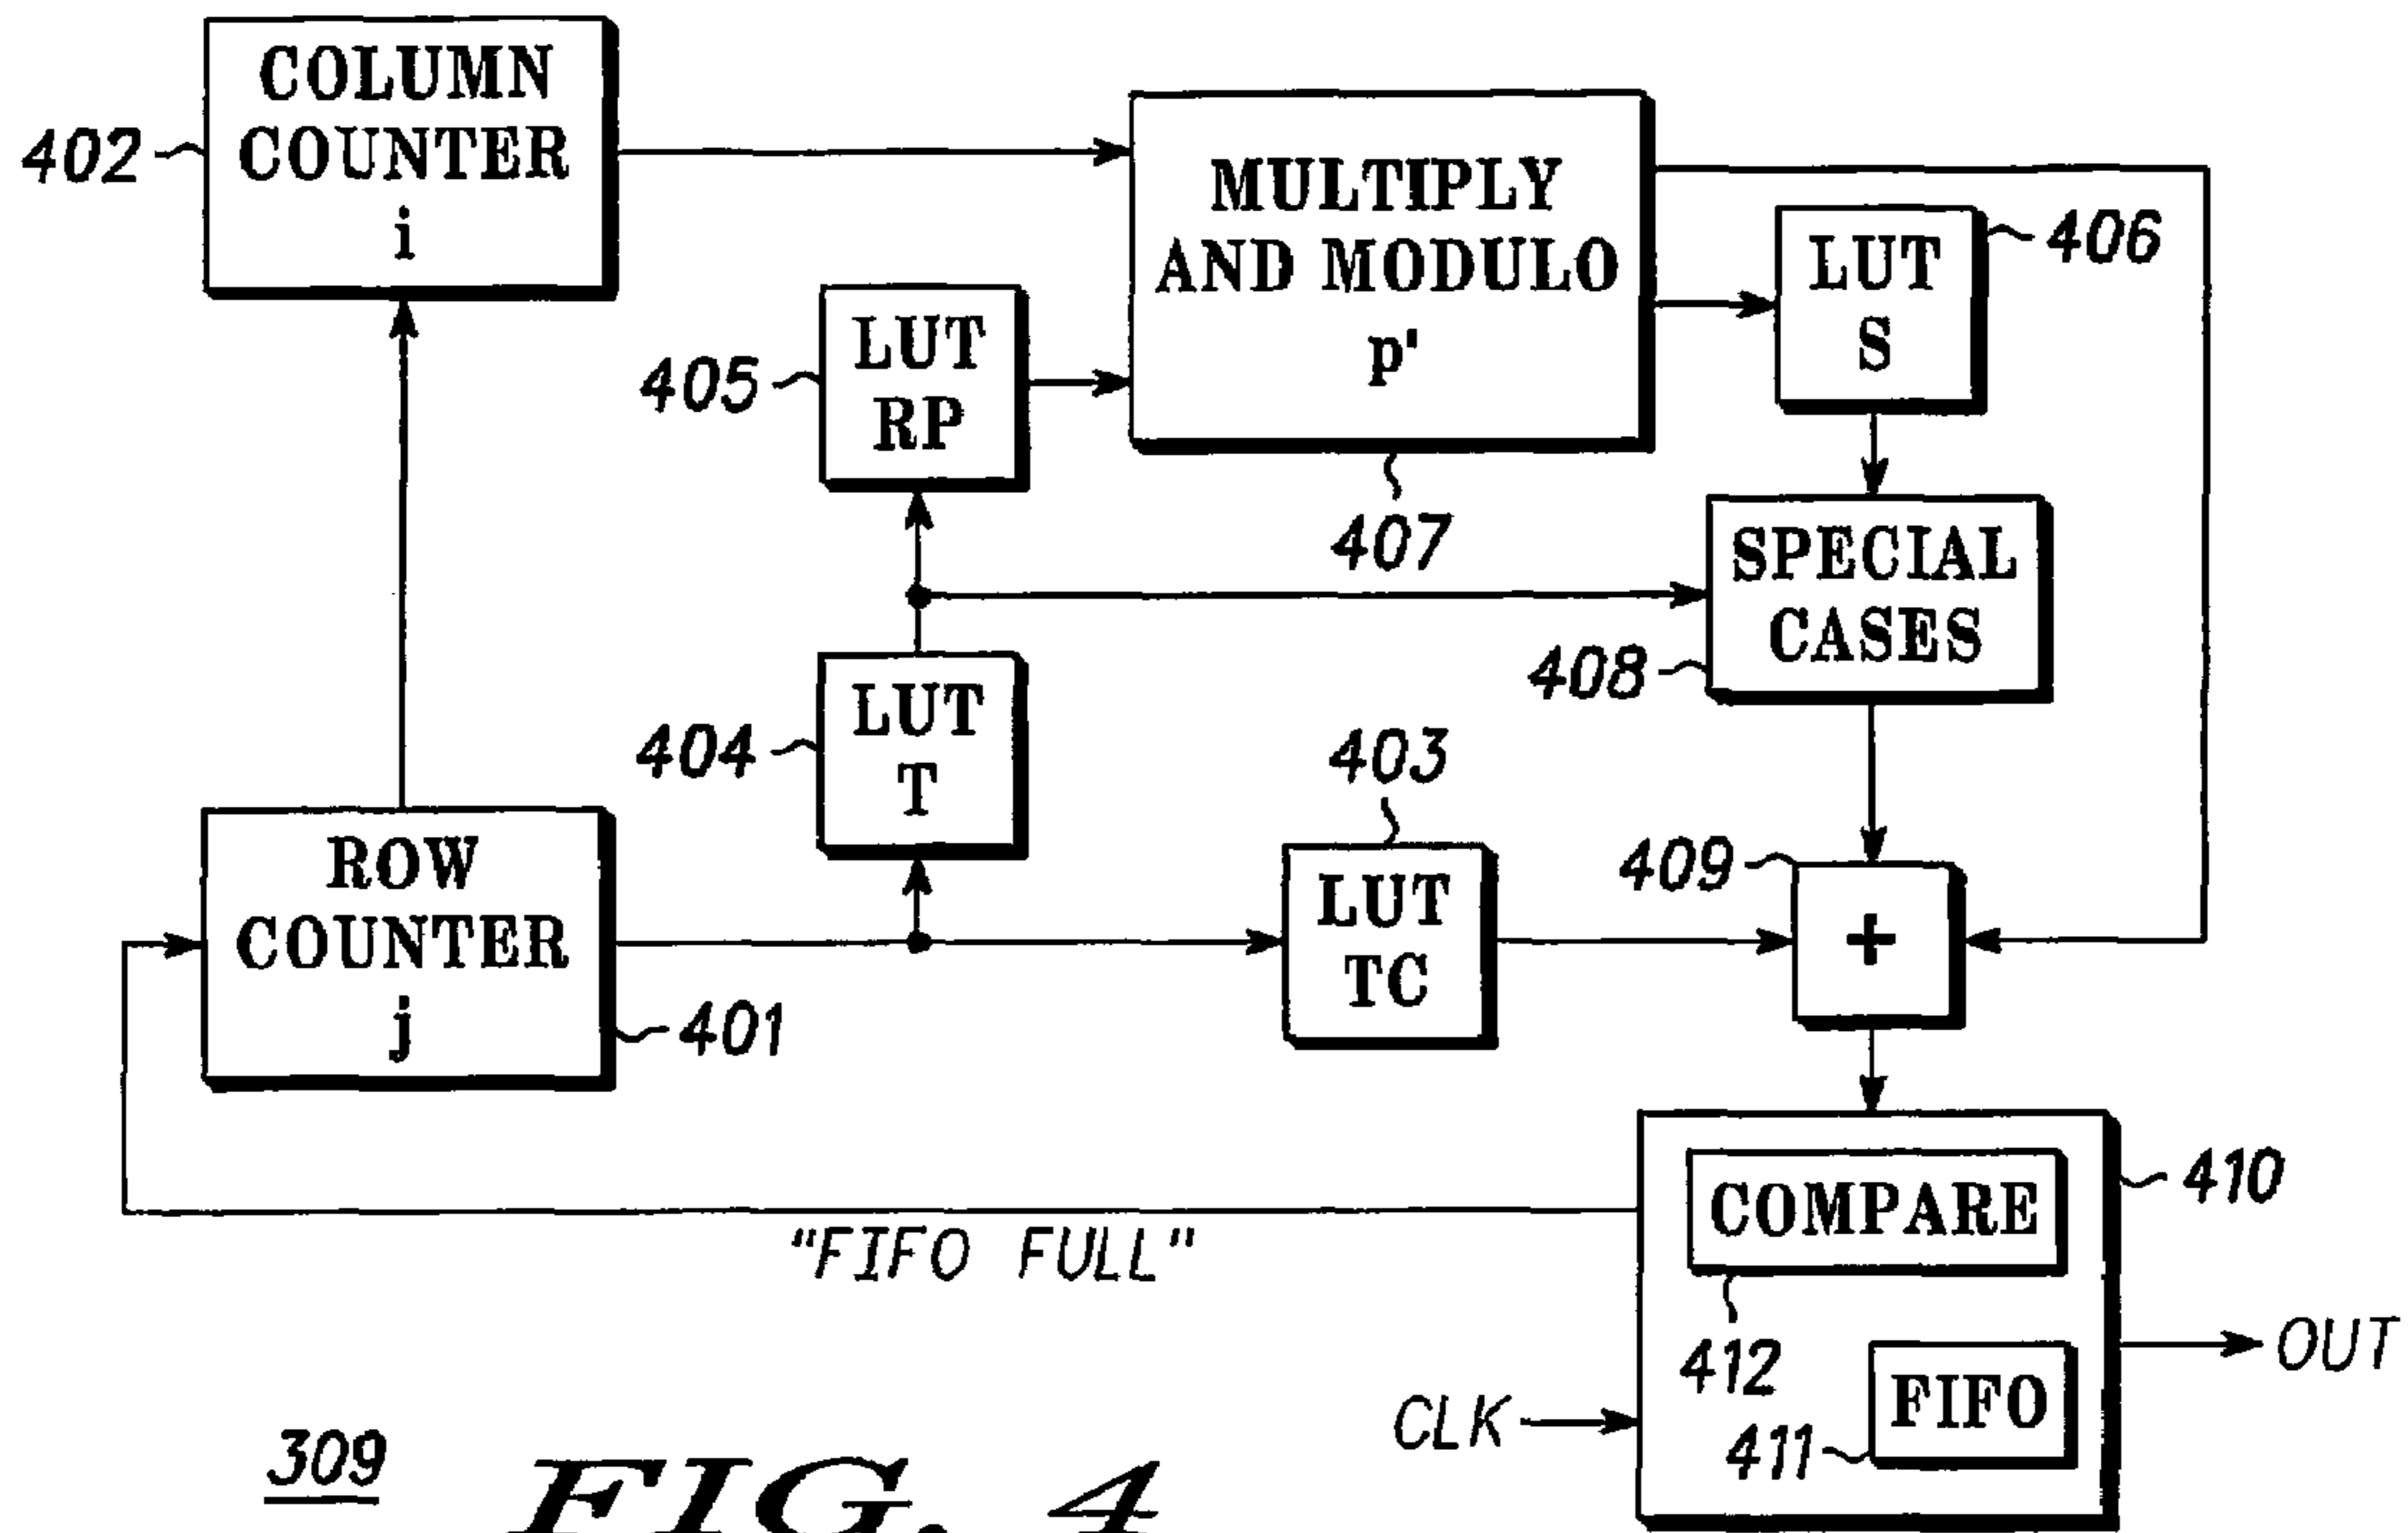 COLUMN
COUNTER
i
402
MULTIPLY
AND MODULO
p'
407
LUT
S
406
LUT
RP
405
SPECIAL
CASES
408
LUT
T
404
403
LUT
TC
409
+
ROW
COUNTER
j
401
"FIFO FULL"
COMPARE
410
412
FIFO
411
CLK
OUT
309
FIG. 4